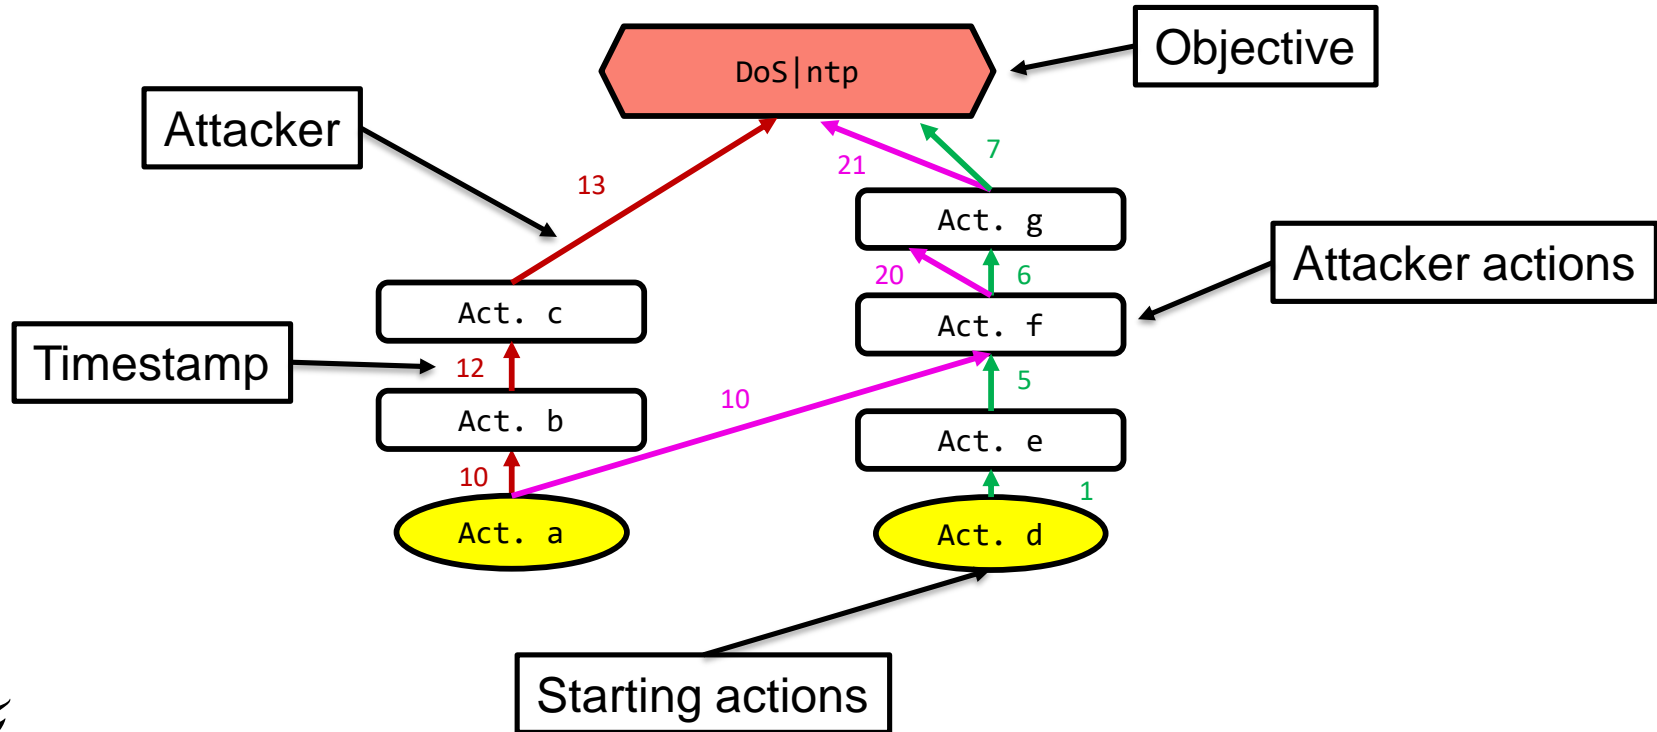 Objective
DoS|ntp
Attacker
7
21
13
Act. g
Attacker actions
20
6
Act. c
Act. f
Timestamp
12
5
10
Act. b
Act. e
10
1
Act. a
Act. d
Starting actions